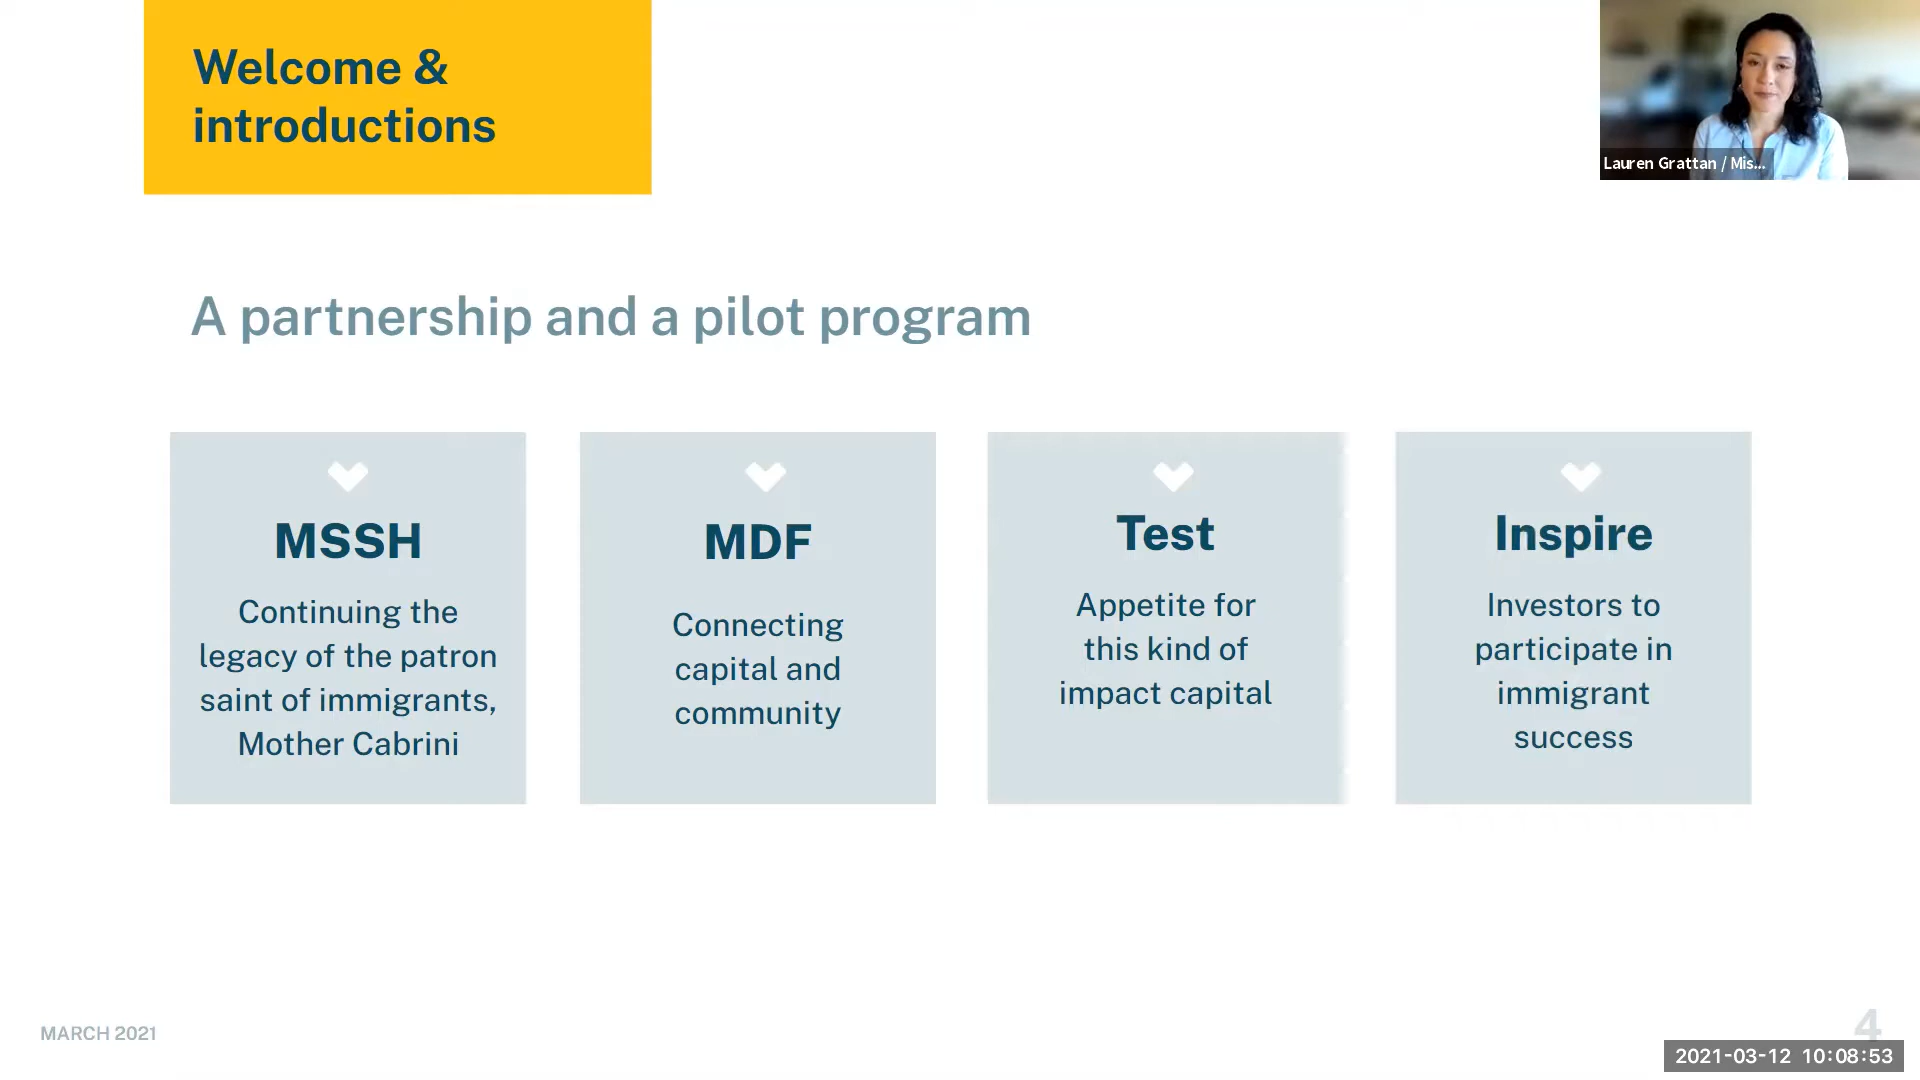 Welcome &
introductions
Lauren Grattan / Mis...
A partnership and a pilot program
MSSH
Continuing the
legacy of the patron
saint of immigrants,
Mother Cabrini
MDF
Connecting
capital and
community
Test
Appetite for
this kind of
impact capital
Inspire
Investors to
participate in
immigrant
success
MARCH 2021
4
2021-03-12 10:08:53